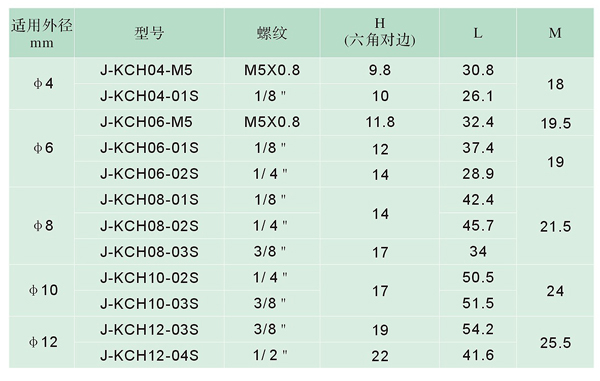 适用外径 mm 型号 螺纹 H (六角对边) L M
φ4 J-KCH04-M5 M5X0.8 9.8 30.8 18
J-KCH04-01S 1/8" 10 26.1
φ6 J-KCH06-M5 M5X0.8 11.8 32.4 19.5
J-KCH06-01S 1/8" 12 37.4 19
J-KCH06-02S 1/4" 14 28.9
φ8 J-KCH08-01S 1/8" 14 42.4 21.5
J-KCH08-02S 1/4" 45.7
J-KCH08-03S 3/8" 17 34
φ10 J-KCH10-02S 1/4" 17 50.5 24
J-KCH10-03S 3/8" 51.5
φ12 J-KCH12-03S 3/8" 19 54.2 25.5
J-KCH12-04S 1/2" 22 41.6